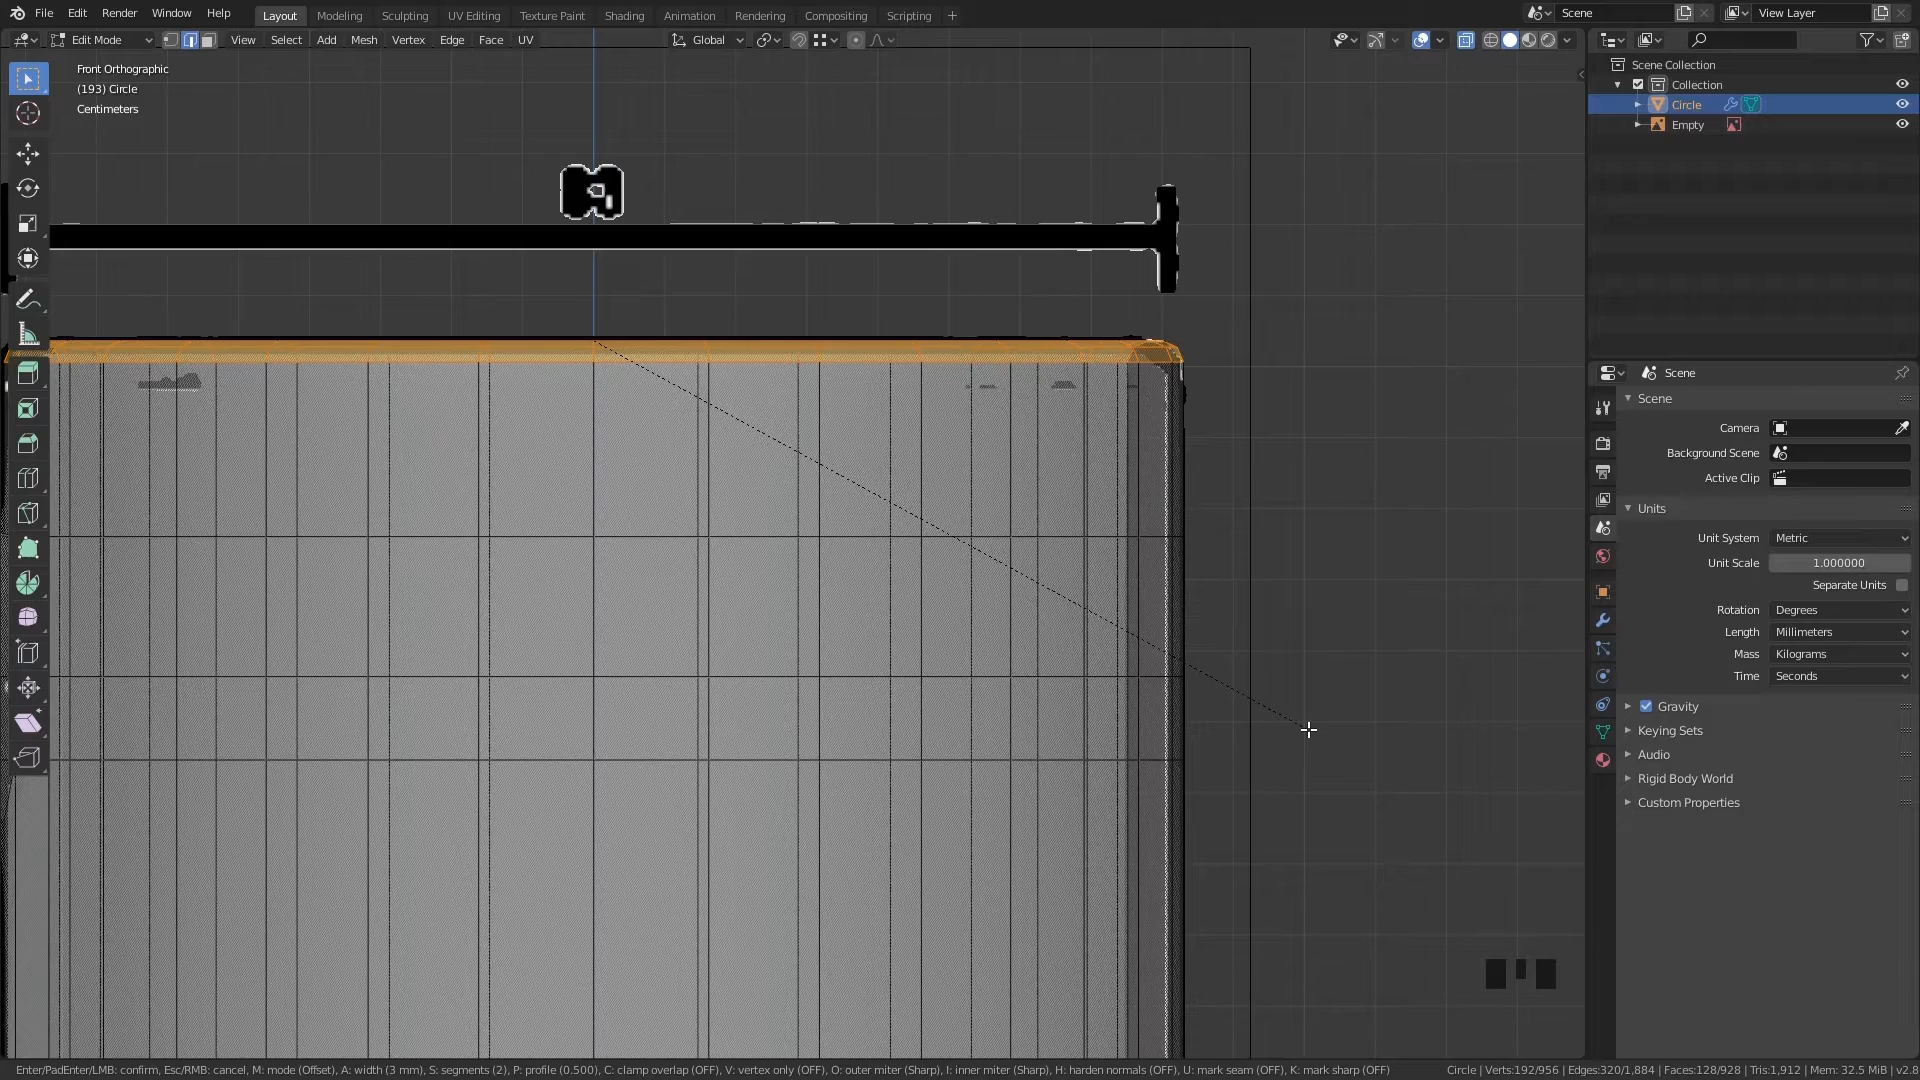 File Edit Render Window Help Layout Modeling Sculpting UV Editing Texture Paint Shading Animation Rendering Compositing Scripting + Scene View Layer
Edit Mode View Select Add Mesh Vertex Edge Face UV Global
Front Orthographic
(193) Circle
Centimeters
Scene Collection
Collection
Circle
Empty
Scene
Scene
Camera
Background Scene
Active Clip
Units
Unit System Metric
Unit Scale 1.000000
Separate Units
Rotation Degrees
Length Millimeters
Mass Kilograms
Time Seconds
Gravity
Keying Sets
Audio
Rigid Body World
Custom Properties
Enter/PadEnter/LMB: confirm, Esc/RMB: cancel, M: mode (Offset), A: width (3 mm), S: segments (2), P: profile (0.500), C: clamp overlap (OFF), V: vertex only (OFF), O: outer miter (Sharp), I: inner miter (Sharp), H: harden normals (OFF), U: mark seam (OFF), K: mark sharp (OFF) Circle | Verts:192/956 | Edges:320/1,884 | Faces:128/928 | Tris:1,912 | Mem: 32.5 MiB | v2.8